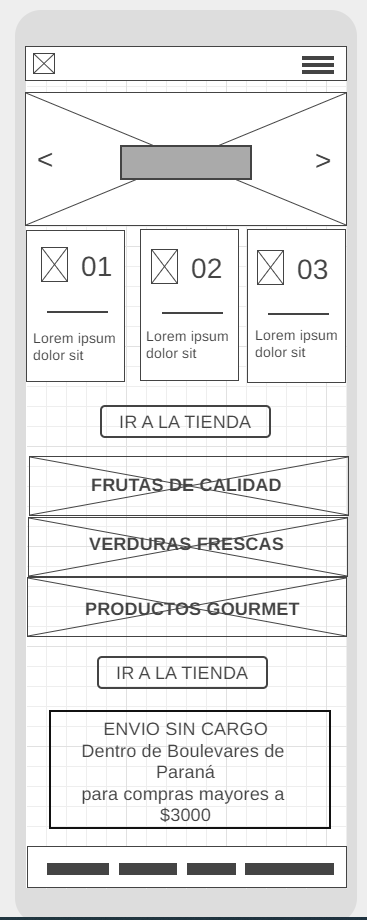 < >
01 02 03
Lorem ipsum Lorem ipsum Lorem ipsum
dolor sit dolor sit dolor sit
IR A LA TIENDA
FRUTAS DE CALIDAD
VERDURAS FRESCAS
PRODUCTOS GOURMET
IR A LA TIENDA
ENVIO SIN CARGO
Dentro de Boulevares de
Paraná
para compras mayores a
$3000